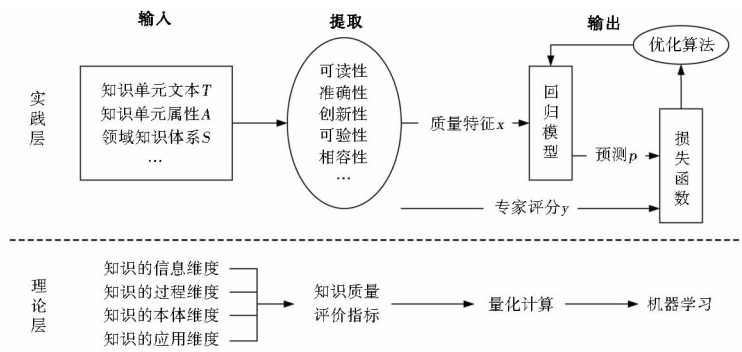 输入
提取
输出
实践层
知识单元文本T
知识单元属性A
领域知识体系S
…
可读性
准确性
创新性
可验性
相容性
…
质量特征x
回归模型
优化算法
预测p
损失函数
专家评分y
理论层
知识的信息维度
知识的过程维度
知识的本体维度
知识的应用维度
知识质量
评价指标
量化计算
机器学习